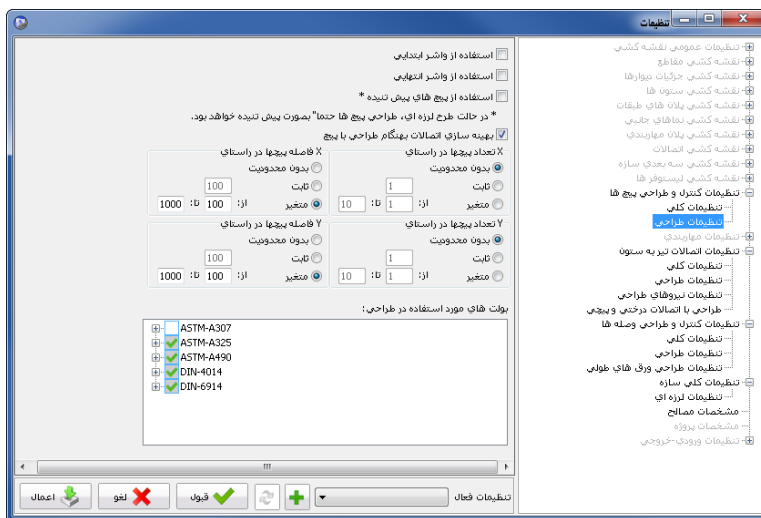 تنظیمات
تنظیمات عمومی نقشه کشی
نقشه کشی مقاطع
نقشه کشی جزئیات دیوارها
نقشه کشی ستون ها
نقشه کشی پلان های طبقات
نقشه کشی نماهای جانبی
نقشه کشی پلان مهاربندی
نقشه کشی اتصالات
نقشه کشی سه بعدی سازه
نقشه کشی لیستوفر ها
تنظیمات کنترل و طراحی پیچ ها
تنظیمات کلی
تنظیمات طراحی
تنظیمات مهاربندی
تنظیمات اتصالات تیر به ستون
تنظیمات کلی
تنظیمات طراحی
تنظیمات نیروهای طراحی
طراحی با اتصالات درختی و پیچی
تنظیمات کنترل و طراحی وصله ها
تنظیمات کلی
تنظیمات طراحی
تنظیمات طراحی ورق های طولی
تنظیمات کلی سازه
تنظیمات لرزه ای
مشخصات مصالح
مشخصات پروژه
تنظیمات ورودی-خروجی
استفاده از واشر ابتدایی
استفاده از واشر انتهایی
استفاده از پیچ های پیش تنیده *
* در حالت طرح لرزه ای، طراحی پیچ ها حتما" بصورت پیش تنیده خواهد بود.
بهینه سازی اتصالات بهنگام طراحی با پیچ
تعداد پیچها در راستای X
بدون محدودیت
ثابت 1
متغیر از: 1 تا: 10
فاصله پیچها در راستای X
بدون محدودیت
ثابت 100
متغیر از: 100 تا: 1000
تعداد پیچها در راستای Y
بدون محدودیت
ثابت 1
متغیر از: 1 تا: 10
فاصله پیچها در راستای Y
بدون محدودیت
ثابت 100
متغیر از: 100 تا: 1000
بولت های مورد استفاده در طراحی:
ASTM-A307
ASTM-A325
ASTM-A490
DIN-4014
DIN-6914
تنظیمات فعال
قبول
لغو
اعمال